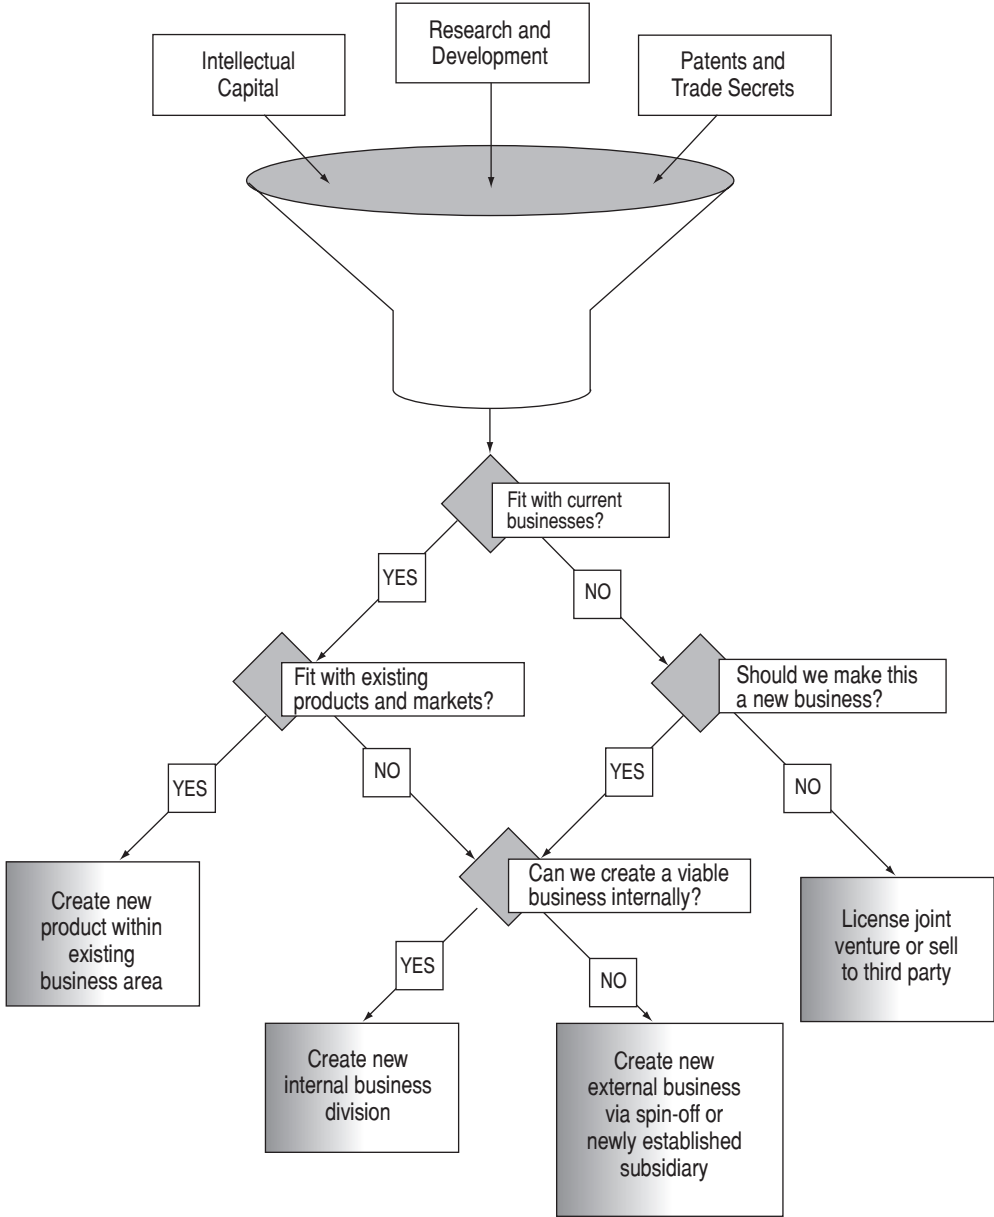 Research and
Development
Intellectual
Capital
Patents and
Trade Secrets
Fit with current
businesses?
YES
NO
Fit with existing
products and markets?
Should we make this
a new business?
YES
NO
YES
NO
Can we create a viable
business internally?
Create new
product within
existing
business area
License joint
venture or sell
to third party
YES
NO
Create new
internal business
division
Create new
external business
via spin-off or
newly established
subsidiary